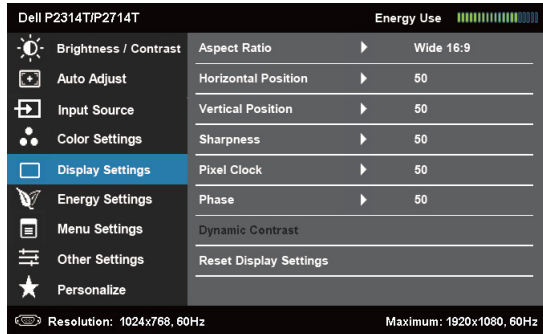 Dell P2314T/P2714T Energy Use
Brightness / Contrast Aspect Ratio Wide 16:9
Auto Adjust Horizontal Position 50
Input Source Vertical Position 50
Color Settings Sharpness 50
Display Settings Pixel Clock 50
Energy Settings Phase 50
Menu Settings Dynamic Contrast
Other Settings Reset Display Settings
Personalize
Resolution: 1024x768, 60Hz Maximum: 1920x1080, 60Hz